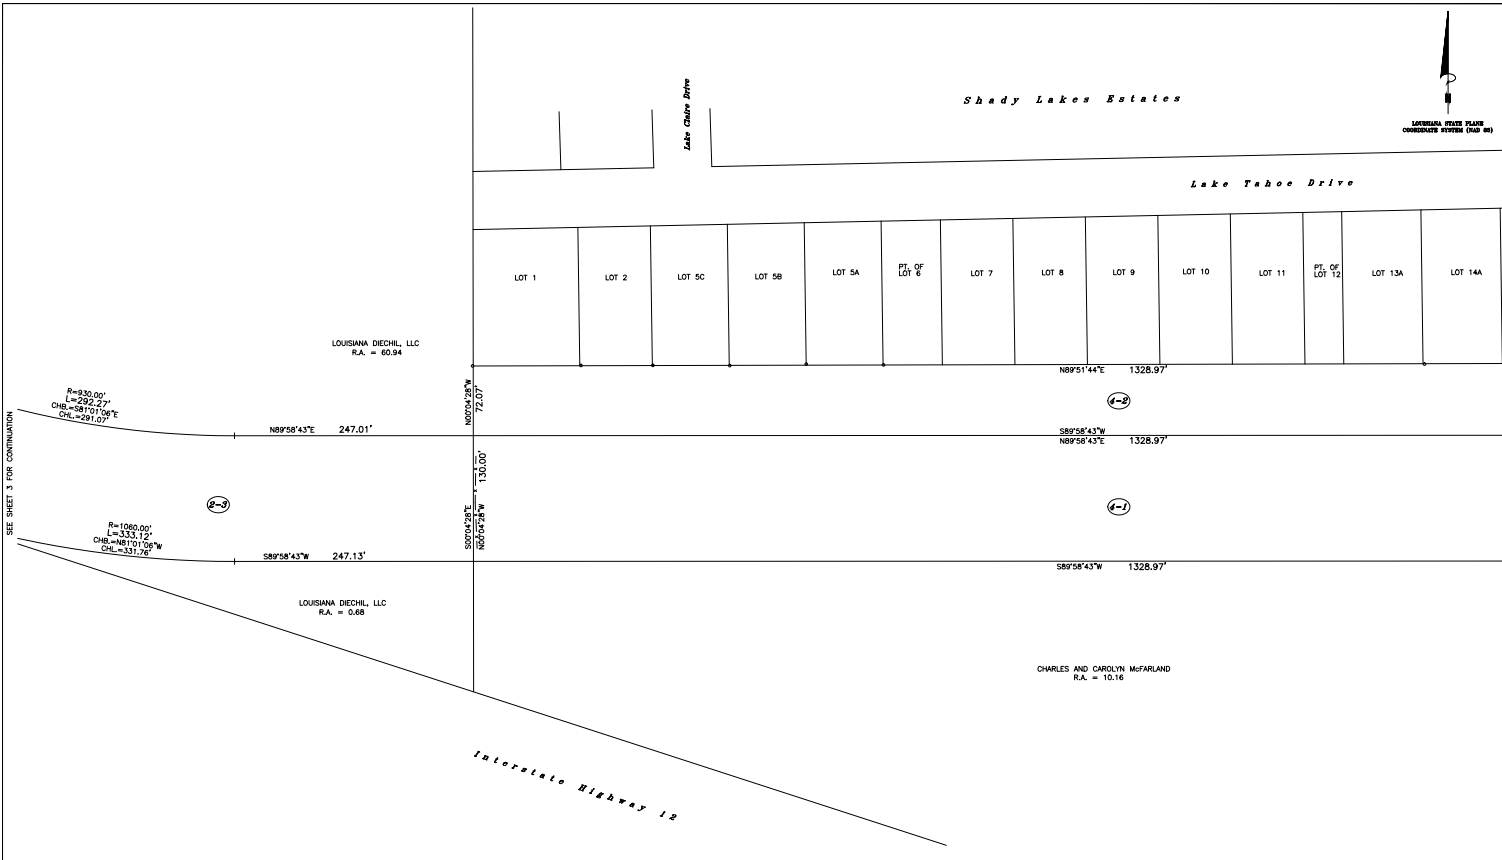 Lake Claire Drive
Shady Lakes Estates
LOUISIANA STATE PLANE
COORDINATE SYSTEM (NAD 83)
Lake Tahoe Drive
LOT 1
LOT 2
LOT 5C
LOT 5B
LOT 5A
PT. OF
LOT 6
LOT 7
LOT 8
LOT 9
LOT 10
LOT 11
PT. OF
LOT 12
LOT 13A
LOT 14A
LOUISIANA DIECHIL, LLC
R.A. = 60.94
N89°51'44"E 1328.97'
R=930.00'
L=292.27'
CHB.=S81°01'06"E
CHL.=291.07'
N00°04'28"W
72.07'
4-2
SEE SHEET 3 FOR CONTINUATION
N89°58'43"E 247.01'
S89°58'43"W
N89°58'43"E 1328.97'
2-3
S00°04'28"E
130.00'
N00°04'28"W
4-1
R=1060.00'
L=333.12'
CHB.=N81°01'06"W
CHL.=331.76'
S89°58'43"W 247.13'
S89°58'43"W 1328.97'
LOUISIANA DIECHIL, LLC
R.A. = 0.68
CHARLES AND CAROLYN McFARLAND
R.A. = 10.16
Interstate Highway 12